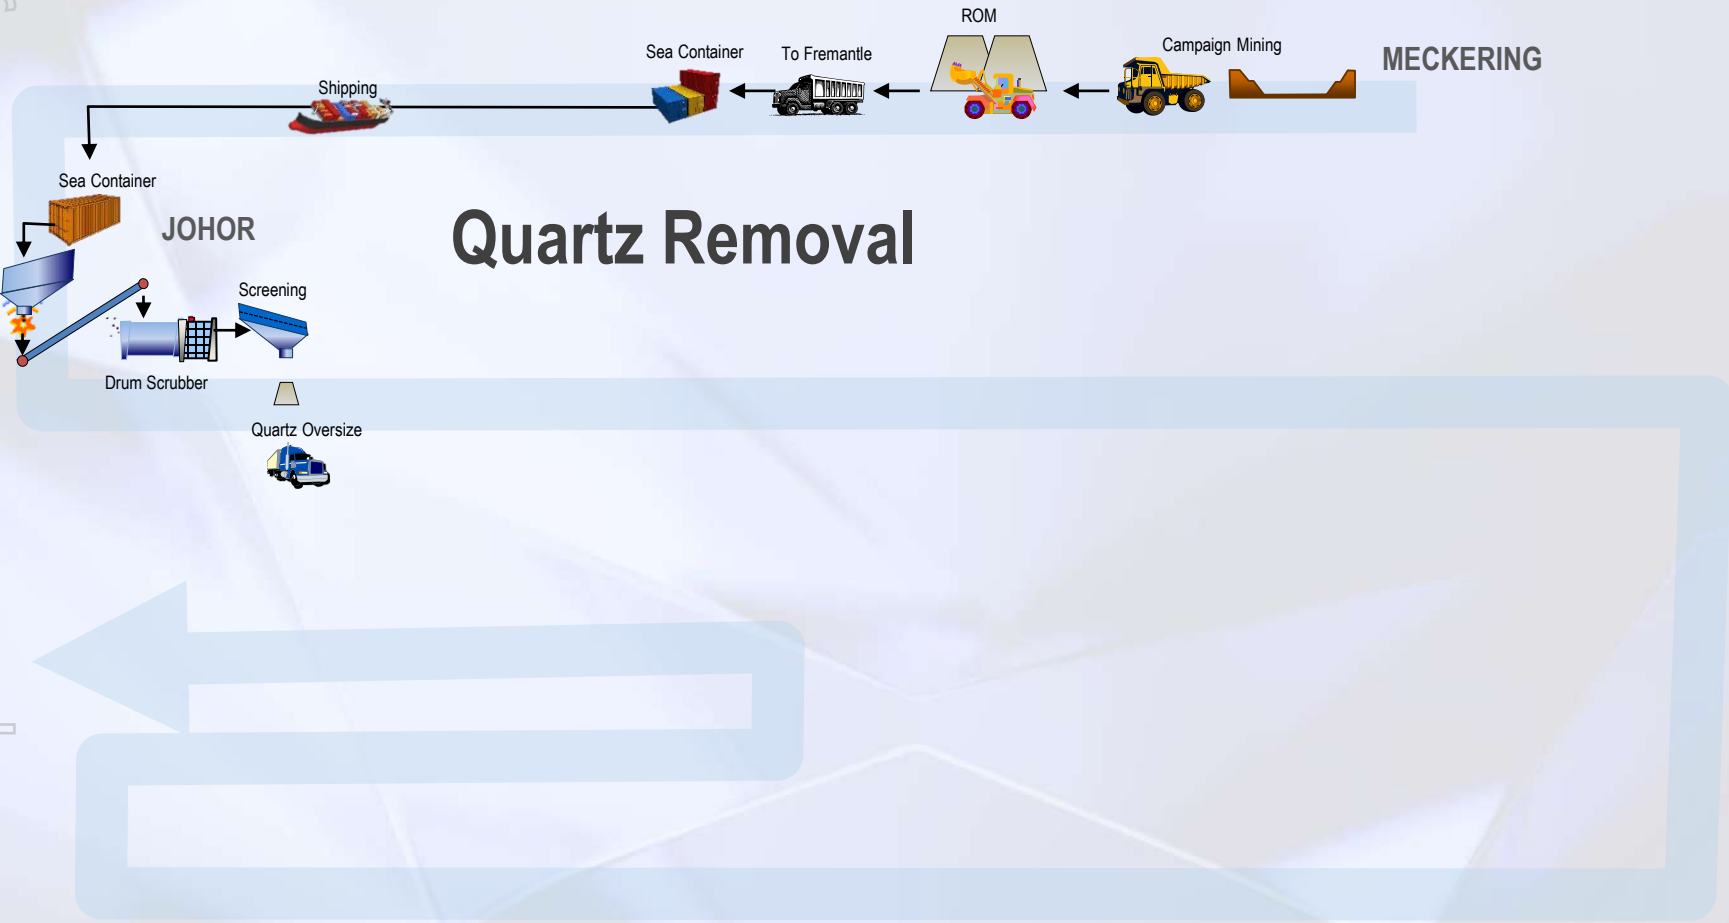 ROM
Sea Container
To Fremantle
Campaign Mining
MECKERING
Shipping
Sea Container
JOHOR
Quartz Removal
Screening
Drum Scrubber
Quartz Oversize